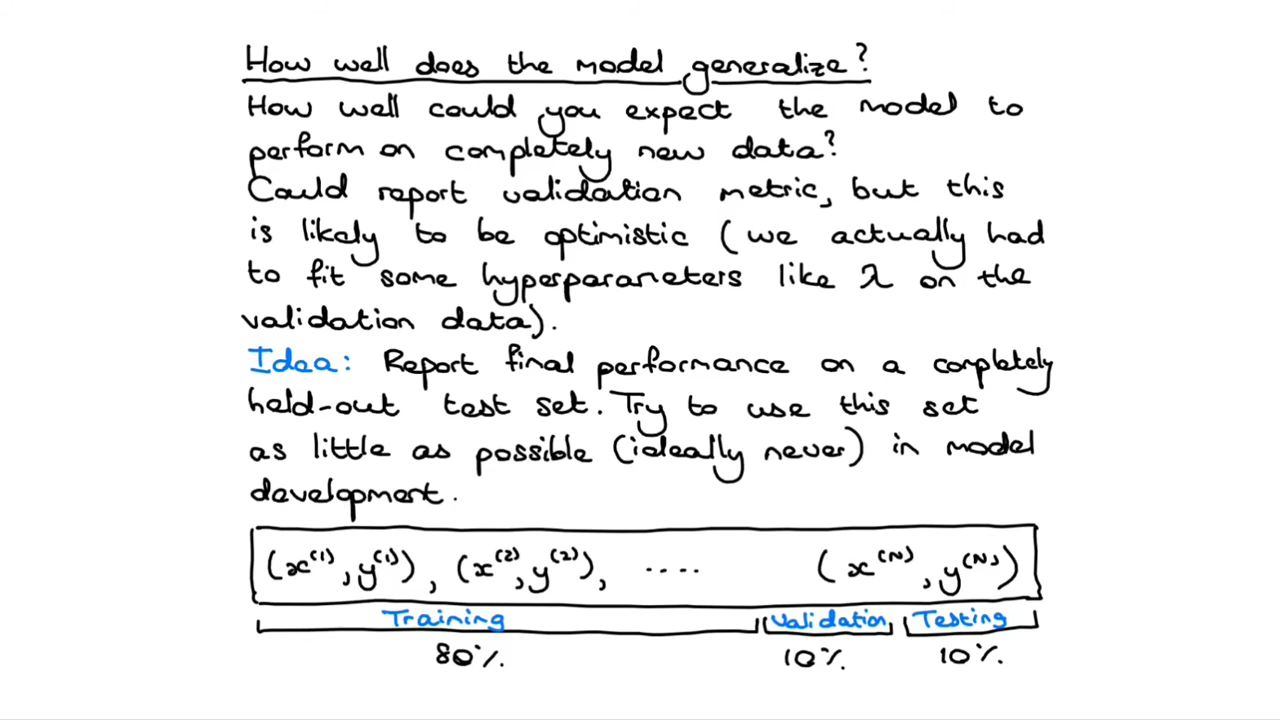 How well does the model generalize?
How well could you expect the model to
perform on completely new data?
Could report validation metric, but this
is likely to be optimistic (we actually had
to fit some hyperparameters like λ on the
validation data).
Idea: Report final performance on a completely
held-out test set. Try to use this set
as little as possible (ideally never) in model
development.
(x⁽¹⁾, y⁽¹⁾), (x⁽²⁾, y⁽²⁾), .... (x⁽ᴺ⁾, y⁽ᴺ⁾)
Training Validation Testing
80% 10% 10%